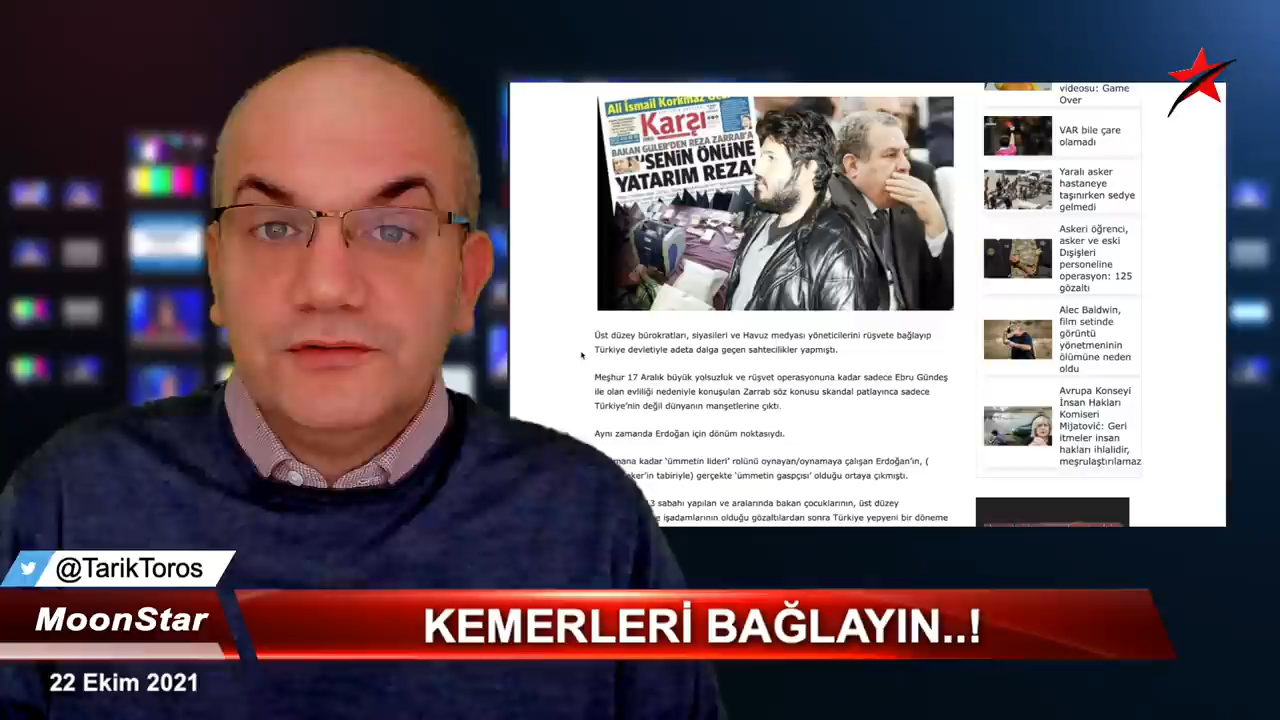 Ali İsmail Korkmaz
Karşı
BAKAN GÜLER'DEN REZA ZARRAB'A
SENİN ÖNÜNE
YATARIM REZA!
Üst düzey bürokratları, siyasileri ve Havuz medyası yöneticilerini rüşvete bağlayıp
Türkiye devletiyle adeta dalga geçen sahtecilikler yapmıştı.
Meşhur 17 Aralık büyük yolsuzluk ve rüşvet operasyonuna kadar sadece Ebru Gündeş
ile olan evliliği nedeniyle konuşulan Zarrab söz konusu skandal patlayınca sadece
Türkiye'nin değil dünyanın manşetlerine çıktı.
Aynı zamanda Erdoğan için dönüm noktasıydı.
kadar 'ümmetin lideri' rolünü oynayan/oynamaya çalışan Erdoğan'ın, (
tabiriyle) gerçekte 'ümmetin gaspçısı' olduğu ortaya çıkmıştı.
sabahı yapılan ve aralarında bakan çocuklarının, üst düzey
işadamlarının olduğu gözaltılardan sonra Türkiye yepyeni bir döneme
videosu: Game
Over
VAR bile çare
olamadı
Yaralı asker
hastaneye
taşınırken sedye
gelmedi
Askeri öğrenci,
asker ve eski
Dışişleri
personeline
operasyon: 125
gözaltı
Alec Baldwin,
film setinde
görüntü
yönetmeninin
ölümüne neden
oldu
Avrupa Konseyi
İnsan Hakları
Komiseri
Mijatović: Geri
itmeler insan
hakları ihlalidir,
meşrulaştırılamaz
@TarikToros
MoonStar
KEMERLERİ BAĞLAYIN..!
22 Ekim 2021